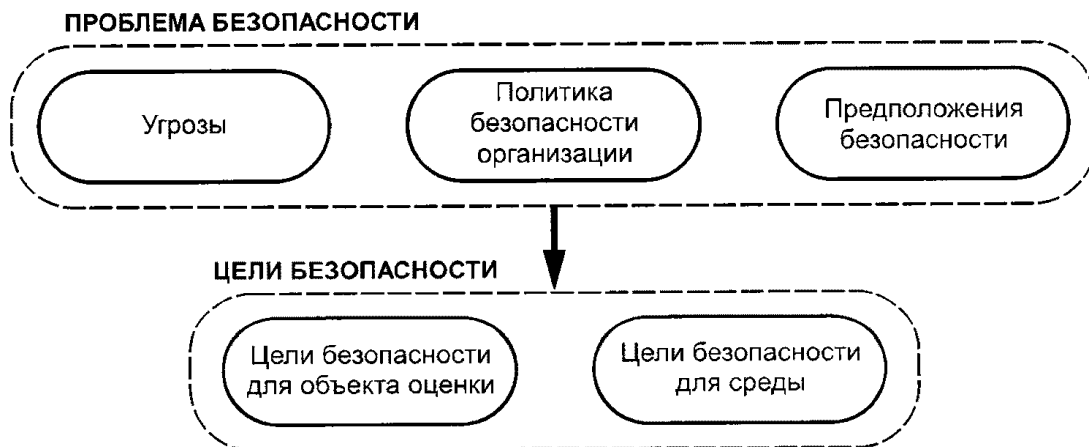 ПРОБЛЕМА БЕЗОПАСНОСТИ
Угрозы
Политика
безопасности
организации
Предположения
безопасности
ЦЕЛИ БЕЗОПАСНОСТИ
Цели безопасности
для объекта оценки
Цели безопасности
для среды